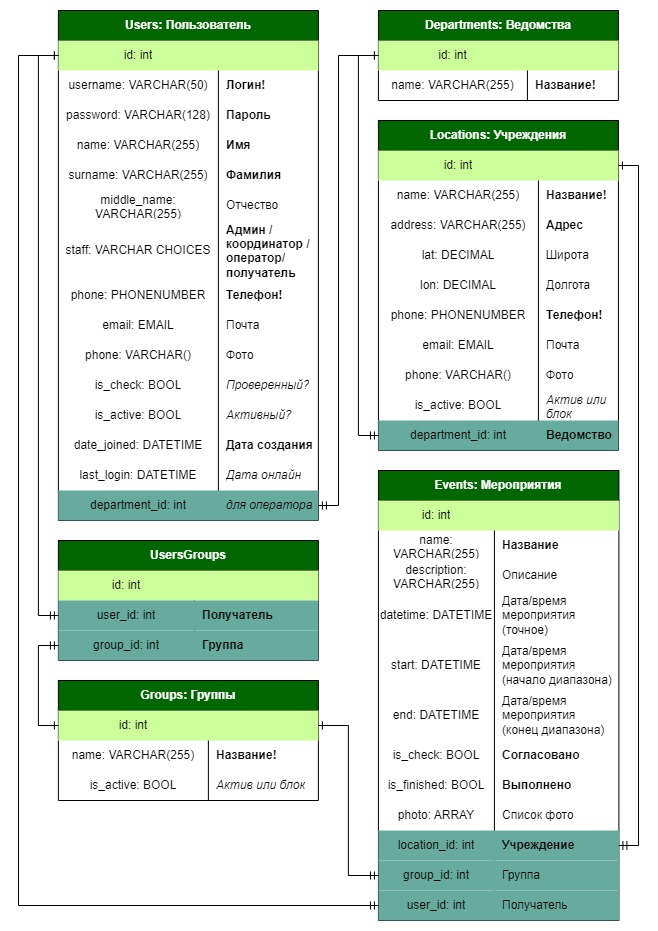 Users: Пользователь
id: int
username: VARCHAR(50) Логин!
password: VARCHAR(128) Пароль
name: VARCHAR(255) Имя
surname: VARCHAR(255) Фамилия
middle_name:
VARCHAR(255)
Отчество
staff: VARCHAR CHOICES
Админ /
координатор /
оператор/
получатель
phone: PHONENUMBER Телефон!
email: EMAIL Почта
phone: VARCHAR() Фото
is_check: BOOL Проверенный?
is_active: BOOL Активный?
date_joined: DATETIME Дата создания
last_login: DATETIME Дата онлайн
department_id: int для оператора
UsersGroups
id: int
user_id: int Получатель
group_id: int Группа
Groups: Группы
id: int
name: VARCHAR(255) Название!
is_active: BOOL Актив или блок
Departments: Ведомства
id: int
name: VARCHAR(255) Название!
Locations: Учреждения
id: int
name: VARCHAR(255) Название!
address: VARCHAR(255) Адрес
lat: DECIMAL Широта
lon: DECIMAL Долгота
phone: PHONENUMBER Телефон!
email: EMAIL Почта
phone: VARCHAR() Фото
is_active: BOOL
Актив или
блок
department_id: int Ведомство
Events: Мероприятия
id: int
name:
VARCHAR(255)
Название
description:
VARCHAR(255)
Описание
datetime: DATETIME
Дата/время
мероприятия
(точное)
start: DATETIME
Дата/время
мероприятия
(начало диапазона)
end: DATETIME
Дата/время
мероприятия
(конец диапазона)
is_check: BOOL Согласовано
is_finished: BOOL Выполнено
photo: ARRAY Список фото
location_id: int Учреждение
group_id: int Группа
user_id: int Получатель